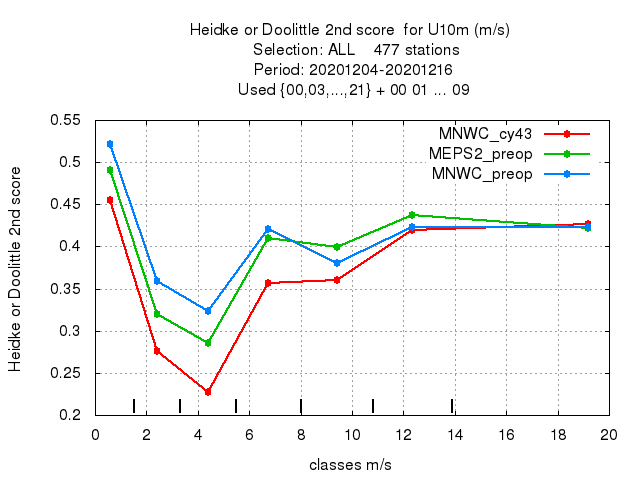 Heidke or Doolittle 2nd score  for U10m (m/s)
Selection: ALL    477 stations
Period: 20201204-20201216
Used {00,03,...,21} + 00 01 ... 09
MNWC_cy43
MEPS2_preop
MNWC_preop
Heidke or Doolittle 2nd score
0.55
0.5
0.45
0.4
0.35
0.3
0.25
0.2
0 2 4 6 8 10 12 14 16 18 20
classes m/s